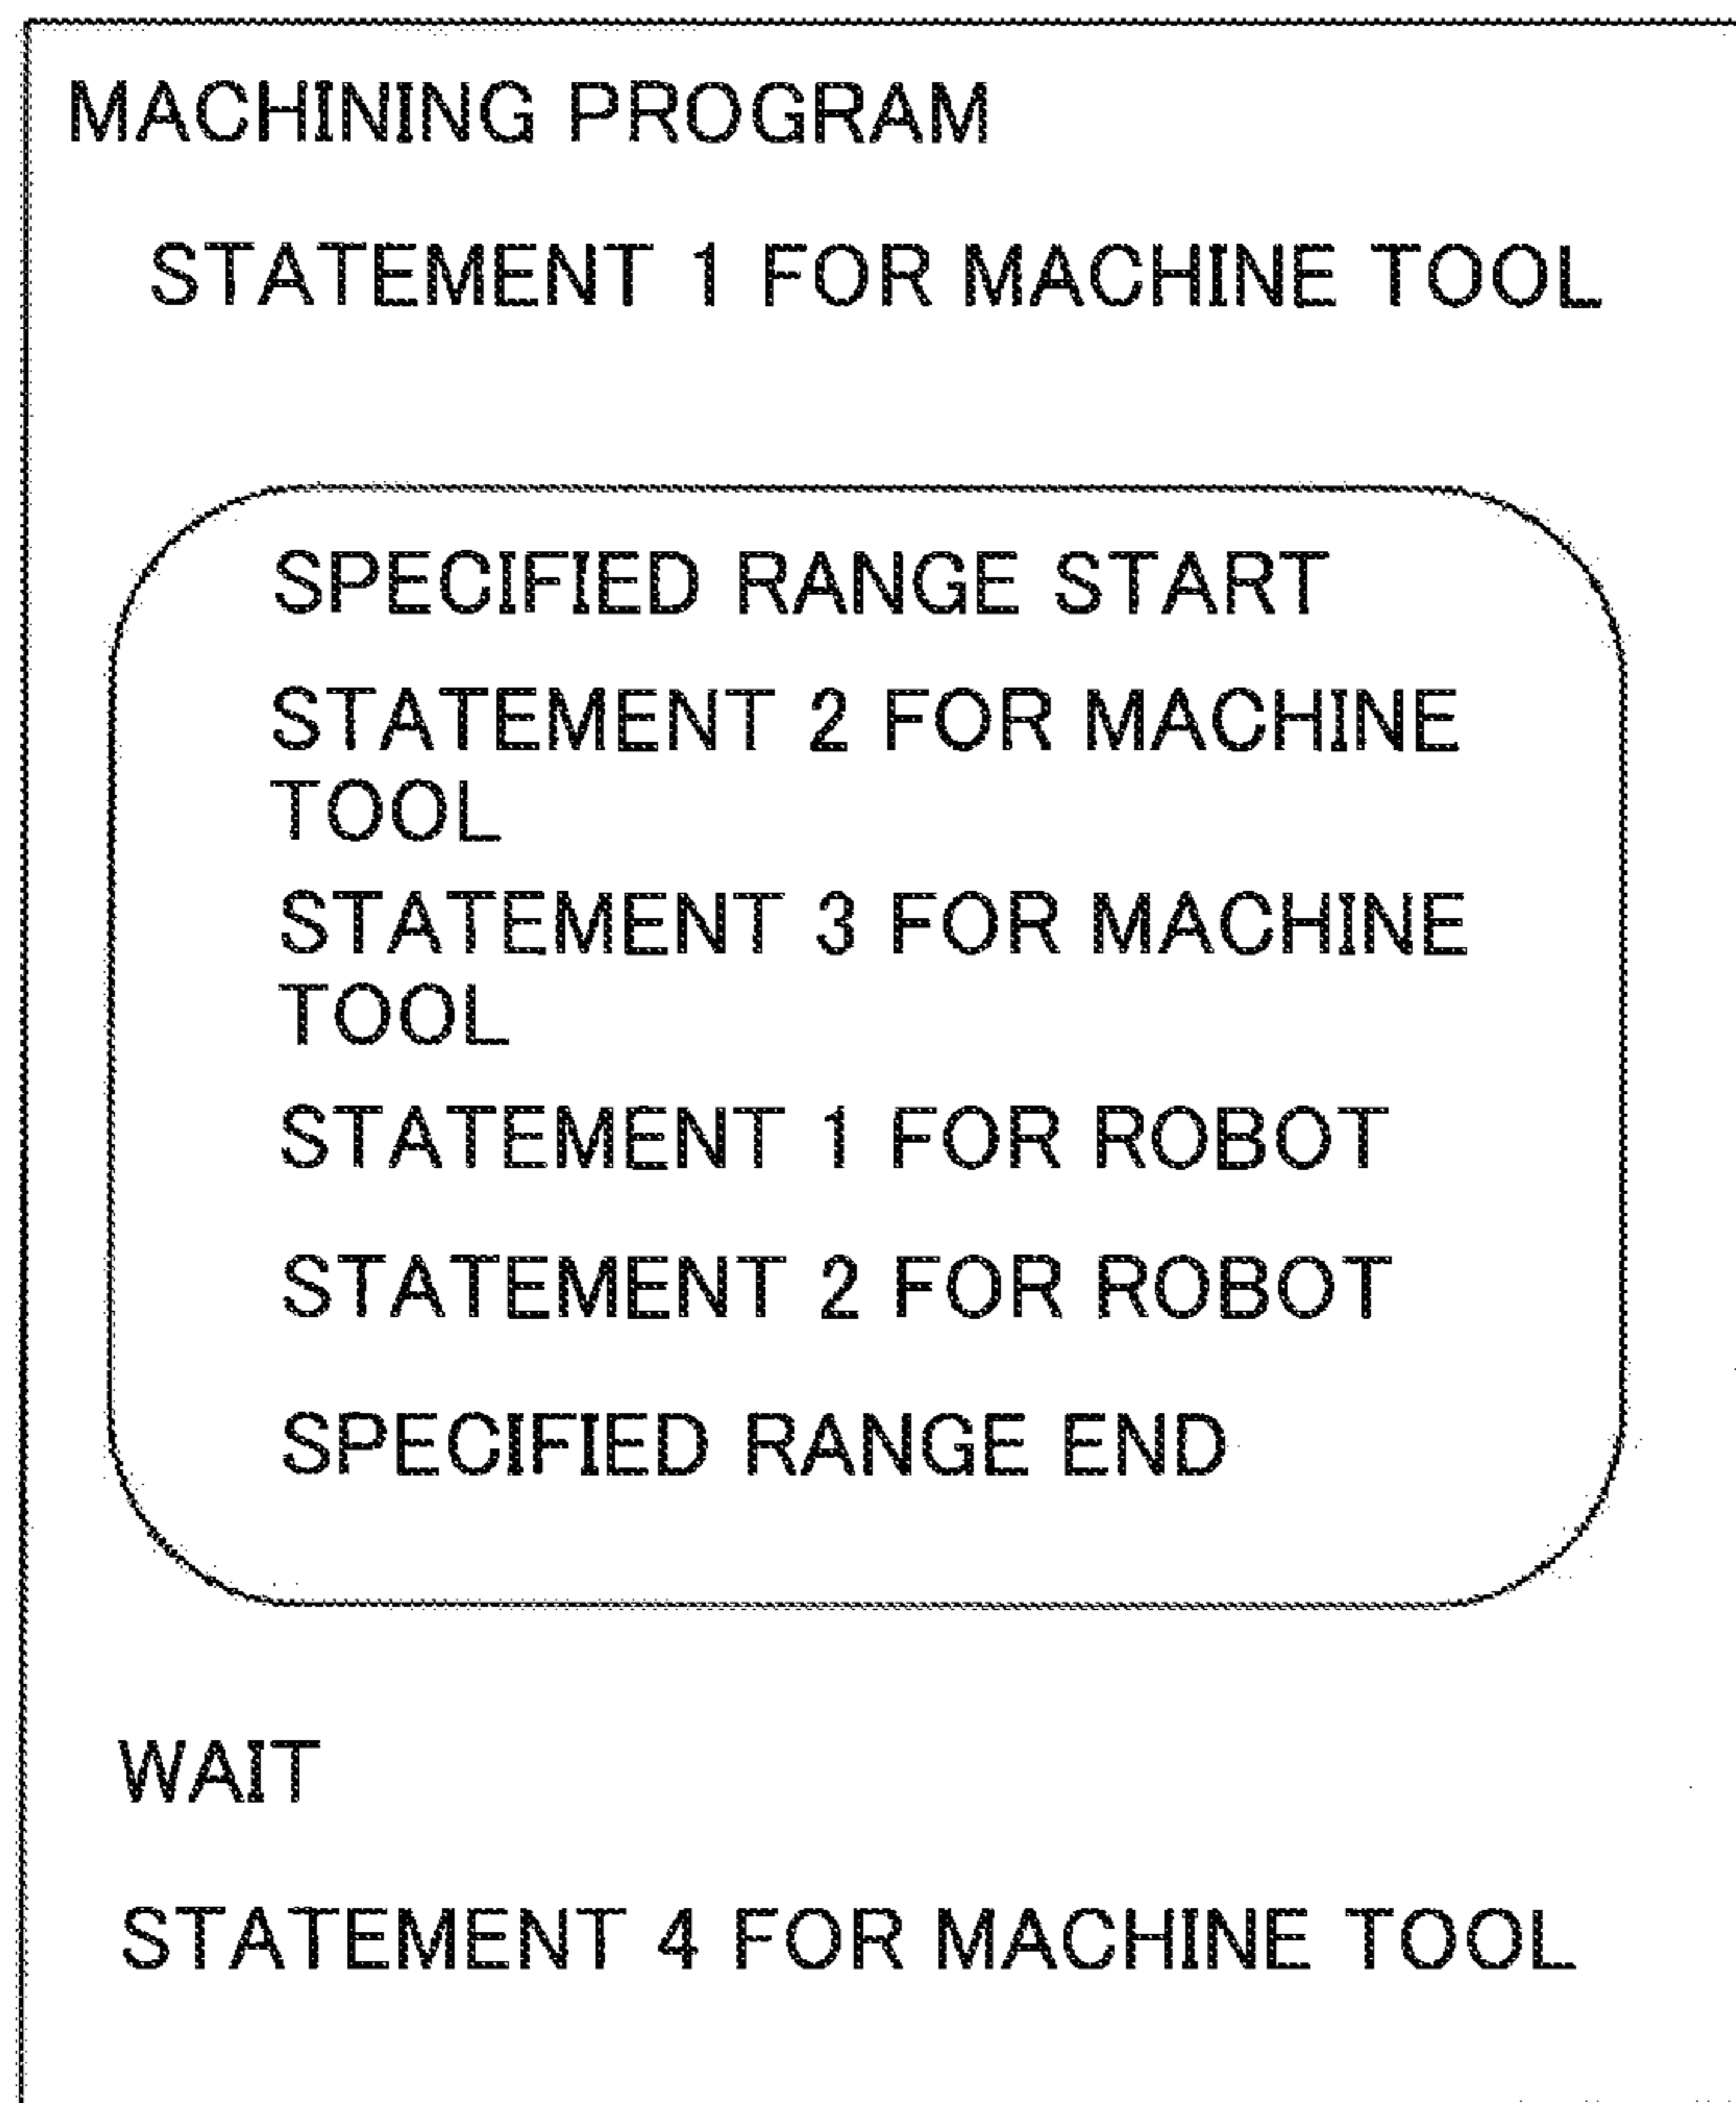 MACHINING PROGRAM
STATEMENT 1 FOR MACHINE TOOL
SPECIFIED RANGE START
STATEMENT 2 FOR MACHINE
TOOL
STATEMENT 3 FOR MACHINE
TOOL
STATEMENT 1 FOR ROBOT
STATEMENT 2 FOR ROBOT
SPECIFIED RANGE END
WAIT
STATEMENT 4 FOR MACHINE TOOL